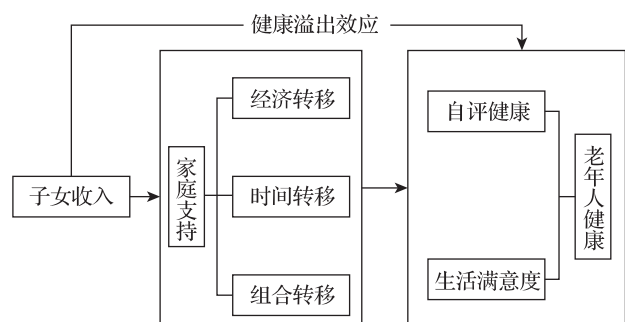 健康溢出效应
经济转移
自评健康
子女收入
家庭支持
时间转移
老年人健康
组合转移
生活满意度